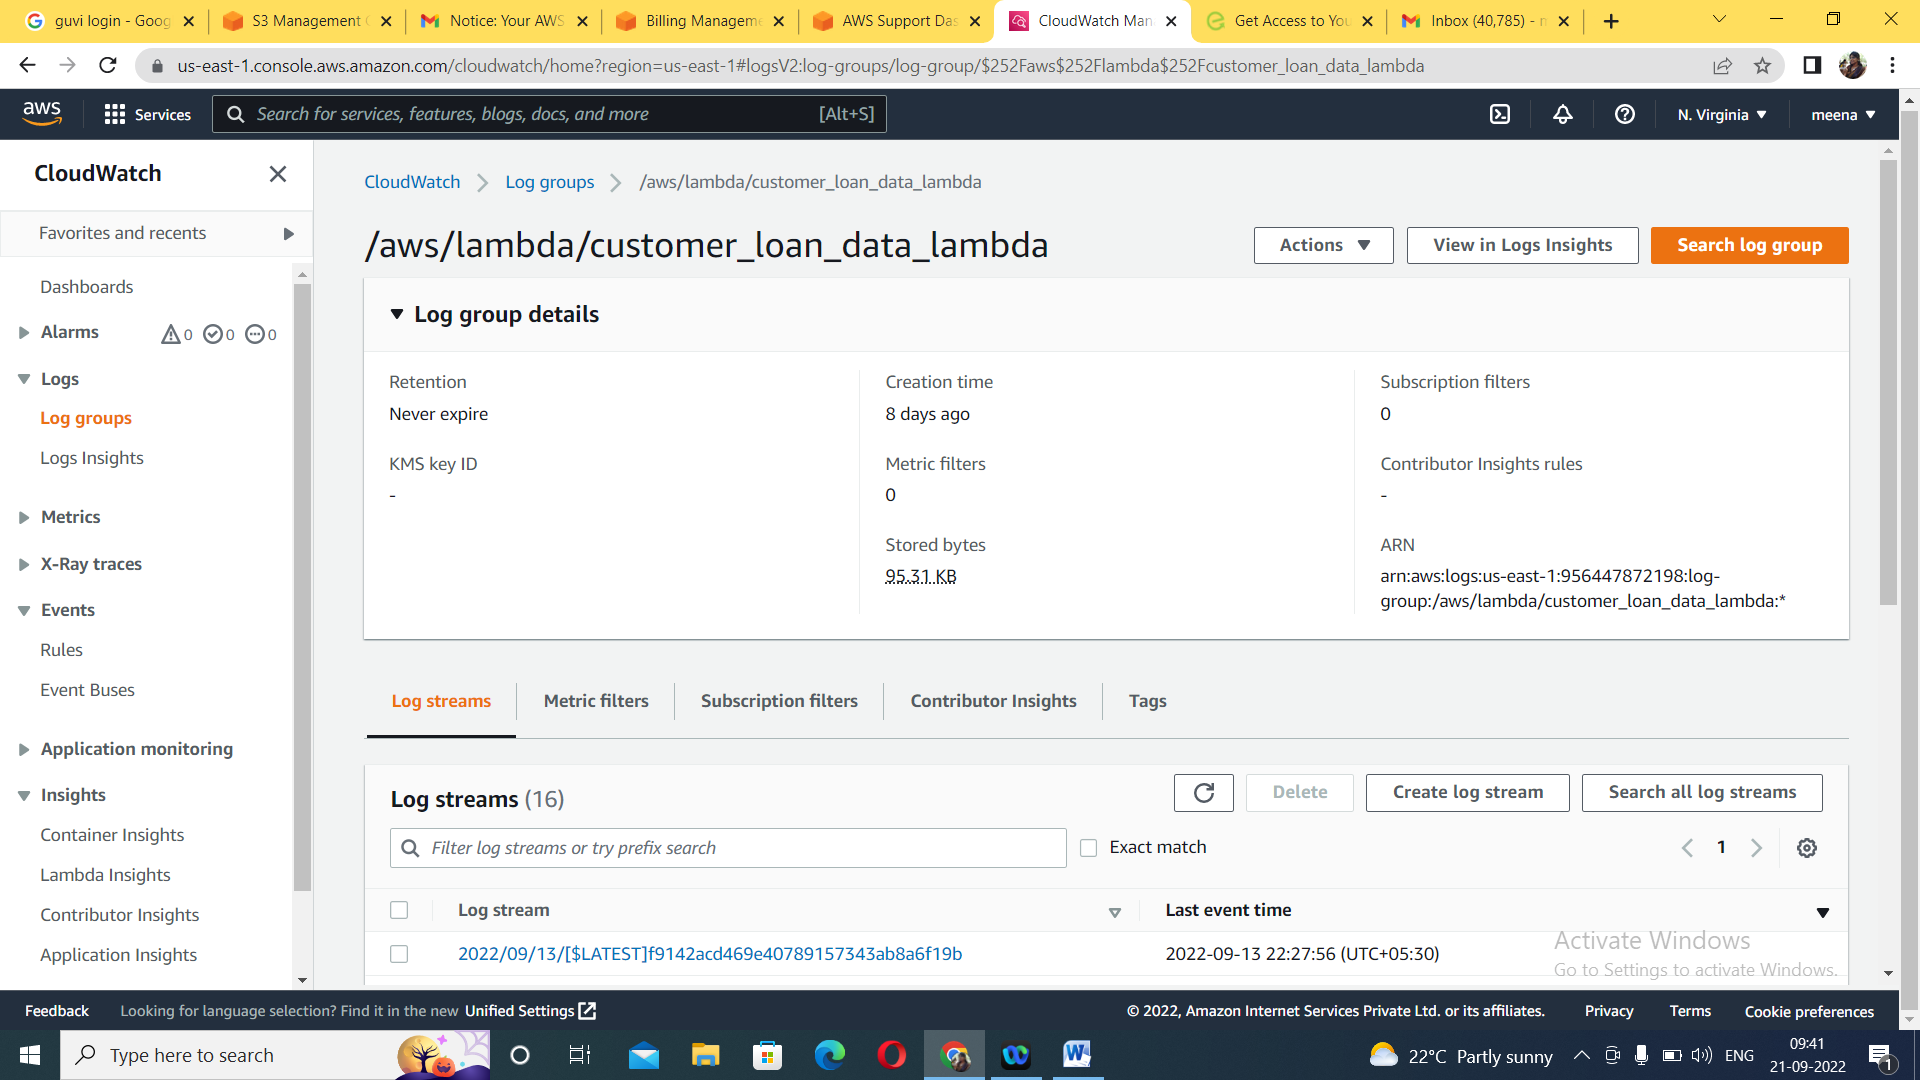 guvi login - Goog
S3 Management C
Notice: Your AWS
Billing Manageme
AWS Support Das
CloudWatch Man
Get Access to You
Inbox (40,785) - m
us-east-1.console.aws.amazon.com/cloudwatch/home?region=us-east-1#logsV2:log-groups/log-group/$252Faws$252Flambda$252Fcustomer_loan_data_lambda
aws
Services
Search for services, features, blogs, docs, and more
[Alt+S]
N. Virginia
meena
CloudWatch
Favorites and recents
Dashboards
Alarms
0
0
0
Logs
Log groups
Logs Insights
Metrics
X-Ray traces
Events
Rules
Event Buses
Application monitoring
Insights
Container Insights
Lambda Insights
Contributor Insights
Application Insights
CloudWatch
Log groups
/aws/lambda/customer_loan_data_lambda
/aws/lambda/customer_loan_data_lambda
Actions
View in Logs Insights
Search log group
Log group details
Retention
Never expire
KMS key ID
-
Creation time
8 days ago
Metric filters
0
Stored bytes
95.31 KB
Subscription filters
0
Contributor Insights rules
-
ARN
arn:aws:logs:us-east-1:956447872198:log-
group:/aws/lambda/customer_loan_data_lambda:*
Log streams
Metric filters
Subscription filters
Contributor Insights
Tags
Log streams (16)
Delete
Create log stream
Search all log streams
Filter log streams or try prefix search
Exact match
1
Log stream
Last event time
2022/09/13/[$LATEST]f9142acd469e40789157343ab8a6f19b
2022-09-13 22:27:56 (UTC+05:30)
Activate Windows
Go to Settings to activate Windows.
Feedback
Looking for language selection? Find it in the new Unified Settings
© 2022, Amazon Internet Services Private Ltd. or its affiliates.
Privacy
Terms
Cookie preferences
Type here to search
22°C Partly sunny
ENG
09:41
21-09-2022
1